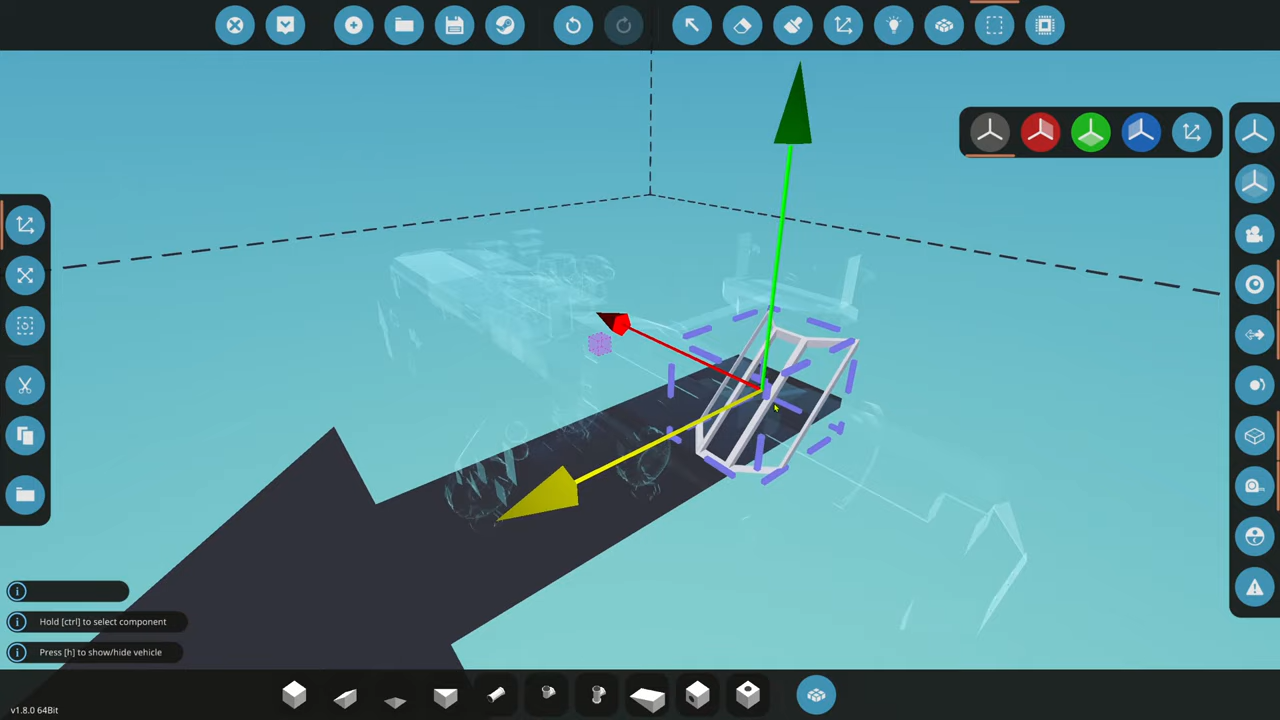 Hold [ctrl] to select component
Press [h] to show/hide vehicle
v1.8.0 64Bit